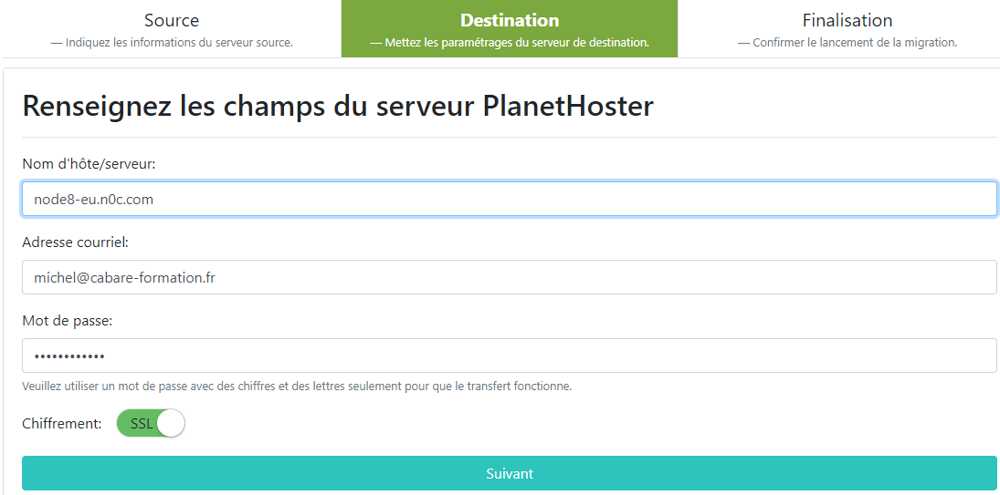 Source
— Indiquez les informations du serveur source.
Destination
— Mettez les paramétrages du serveur de destination.
Finalisation
— Confirmer le lancement de la migration.
Renseignez les champs du serveur PlanetHoster
Nom d'hôte/serveur:
node8-eu.n0c.com
Adresse courriel:
michel@cabare-formation.fr
Mot de passe:
••••••••••••
Veuillez utiliser un mot de passe avec des chiffres et des lettres seulement pour que le transfert fonctionne.
Chiffrement: SSL
Suivant